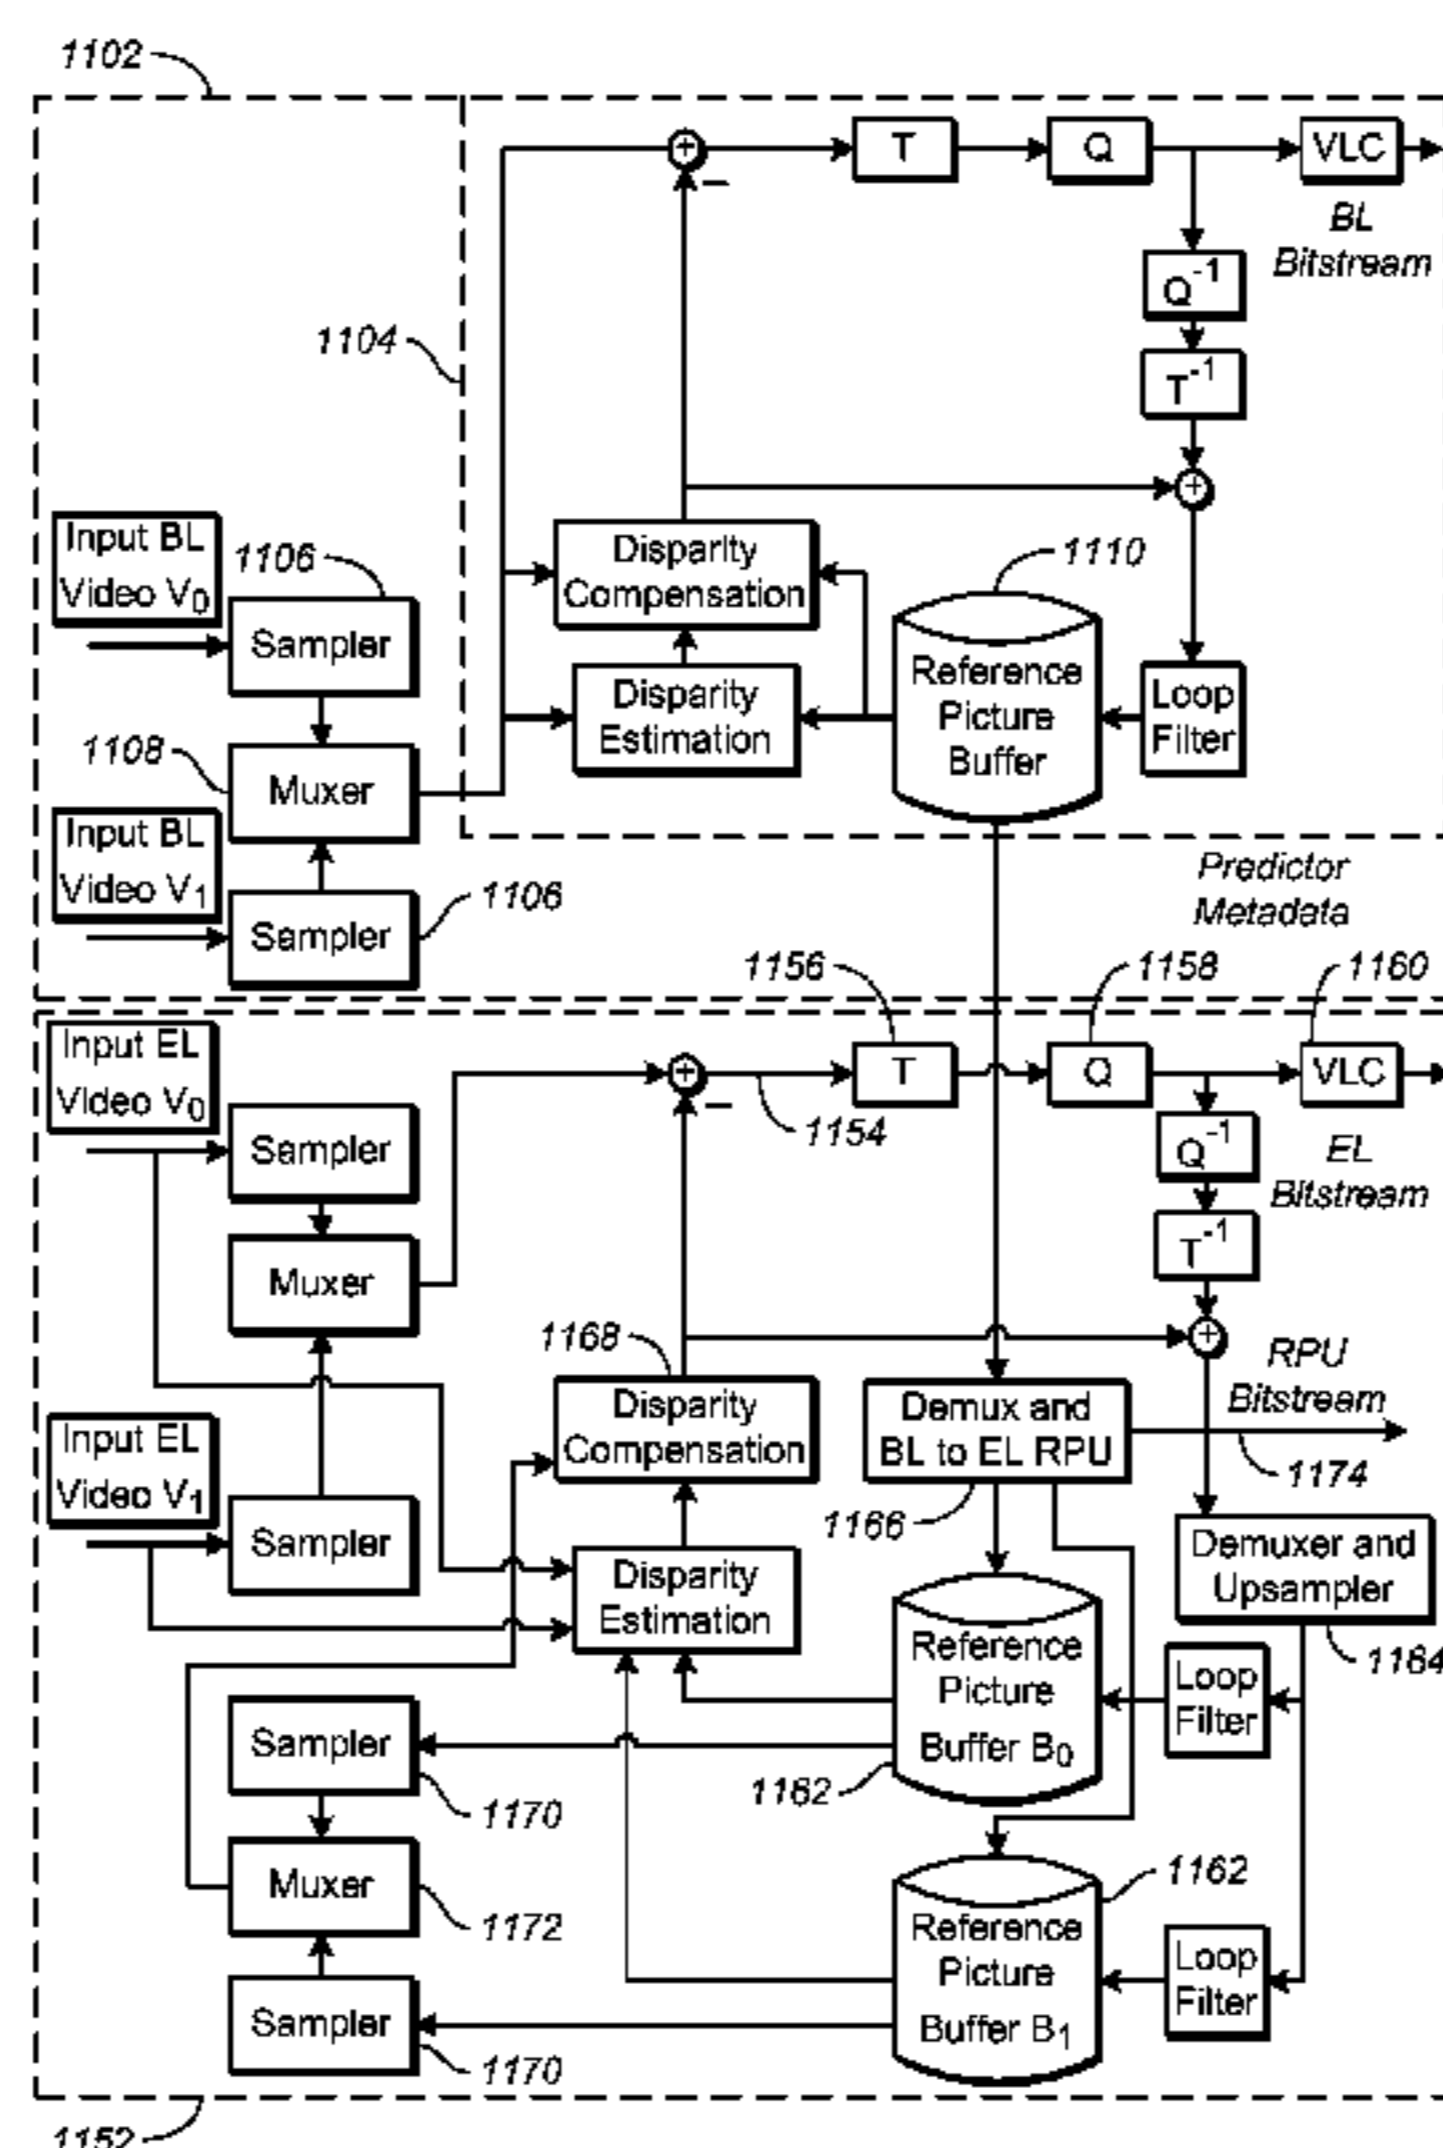 1102
T
Q
VLC
BL
Bitstream
Q-1
1104
T-1
Input BL
Video V0
1106
Sampler
Disparity
Compensation
1110
Reference
Picture
Buffer
Disparity
Estimation
Loop
Filter
1108
Muxer
Input BL
Video V1
1106
Sampler
Predictor
Metadata
1156
1158
1160
Input EL
Video V0
T
Q
VLC
1154
Sampler
Q-1
EL
Bitstream
Muxer
T-1
1168
RPU
Bitstream
Disparity
Compensation
Demux and
BL to EL RPU
1174
Input EL
Video V1
1166
Sampler
Disparity
Estimation
Demuxer and
Upsampler
1164
Reference
Picture
Buffer B0
Loop
Filter
Sampler
1162
1170
Muxer
1172
1162
Reference
Picture
Buffer B1
Loop
Filter
Sampler
1170
1152